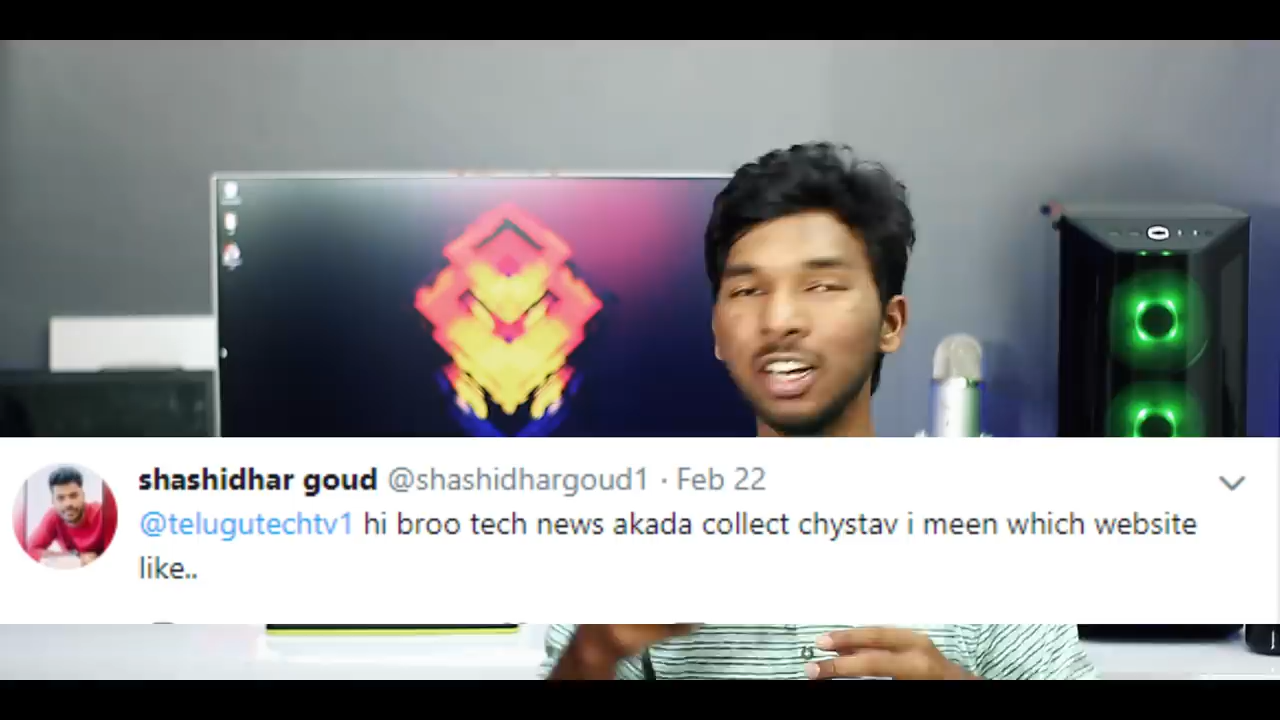 shashidhar goud @shashidhargoud1 · Feb 22
@telugutechtv1 hi broo tech news akada collect chystav i meen which website
like..